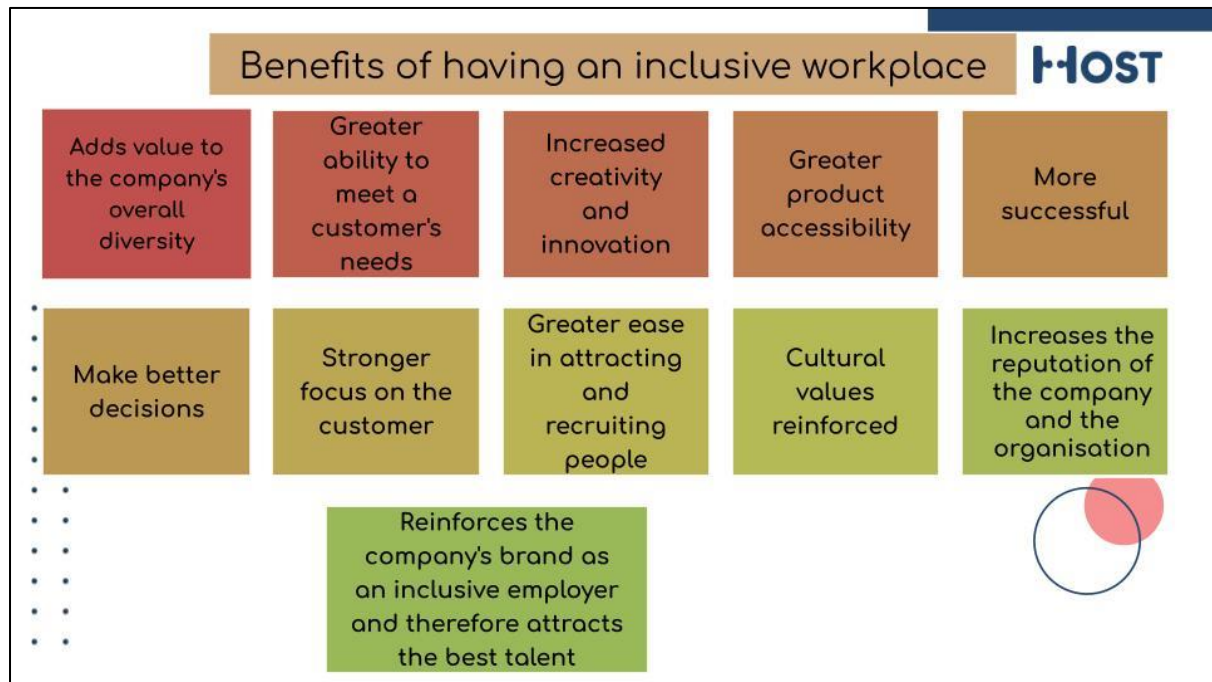 Benefits of having an inclusive workplace
HOST
Adds value to
the company's
overall
diversity
Greater
ability to
meet a
customer's
needs
Increased
creativity
and
innovation
Greater
product
accessibility
More
successful
Make better
decisions
Stronger
focus on the
customer
Greater ease
in attracting
and
recruiting
people
Cultural
values
reinforced
Increases the
reputation of
the company
and the
organisation
Reinforces the
company's brand as
an inclusive employer
and therefore attracts
the best talent